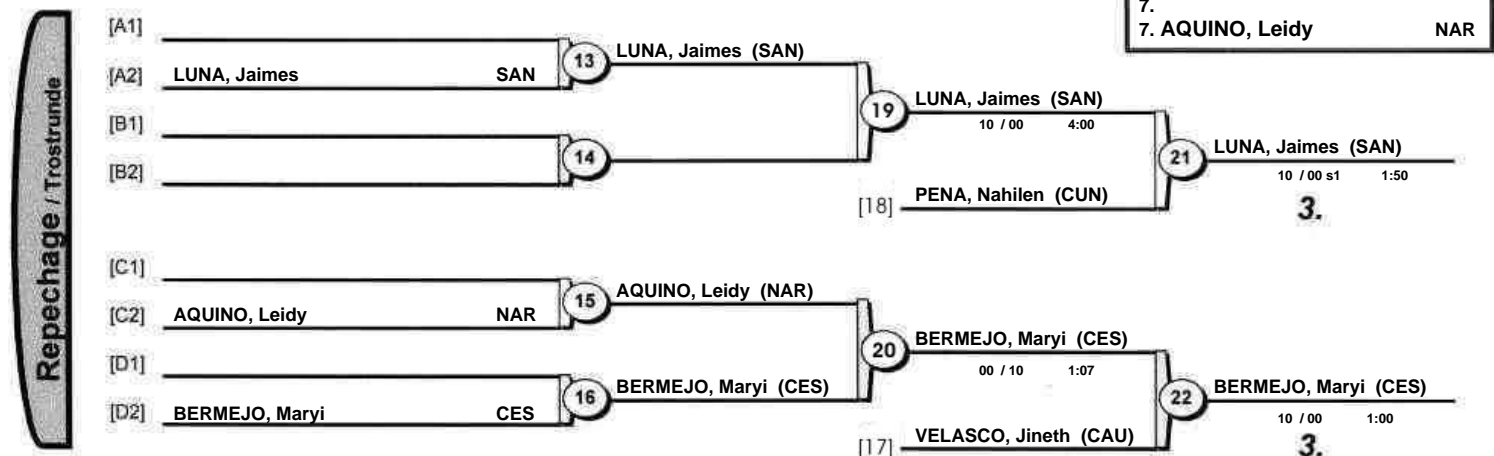 7.
7. AQUINO, Leidy NAR
Repechage / Trostrunde
[A1]
LUNA, Jaimes (SAN)
13
[A2] LUNA, Jaimes SAN
LUNA, Jaimes (SAN)
19
10 / 00 4:00
[B1]
14
[B2]
LUNA, Jaimes (SAN)
21
10 / 00 s1 1:50
[18] PENA, Nahilen (CUN)
3.
[C1]
AQUINO, Leidy (NAR)
15
[C2] AQUINO, Leidy NAR
BERMEJO, Maryi (CES)
20
00 / 10 1:07
[D1]
BERMEJO, Maryi (CES)
16
[D2] BERMEJO, Maryi CES
BERMEJO, Maryi (CES)
22
10 / 00 1:00
[17] VELASCO, Jineth (CAU)
3.